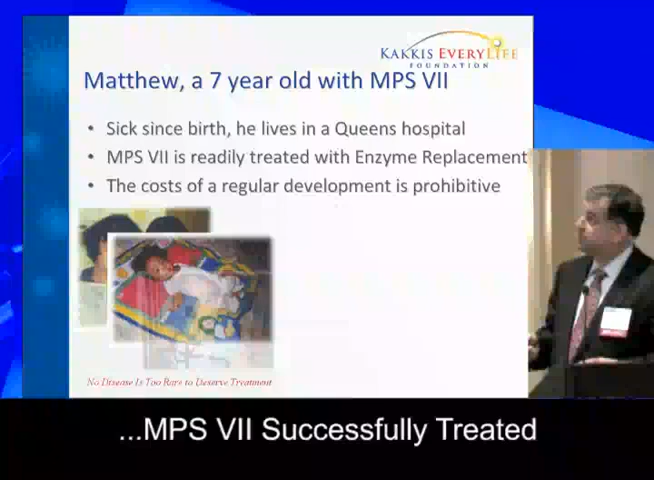 KAKKIS EVERYLIFE
FOUNDATION
Matthew, a 7 year old with MPS VII
• Sick since birth, he lives in a Queens hospital
• MPS VII is readily treated with Enzyme Replacement
• The costs of a regular development is prohibitive
No Disease Is Too Rare to Deserve Treatment
...MPS VII Successfully Treated